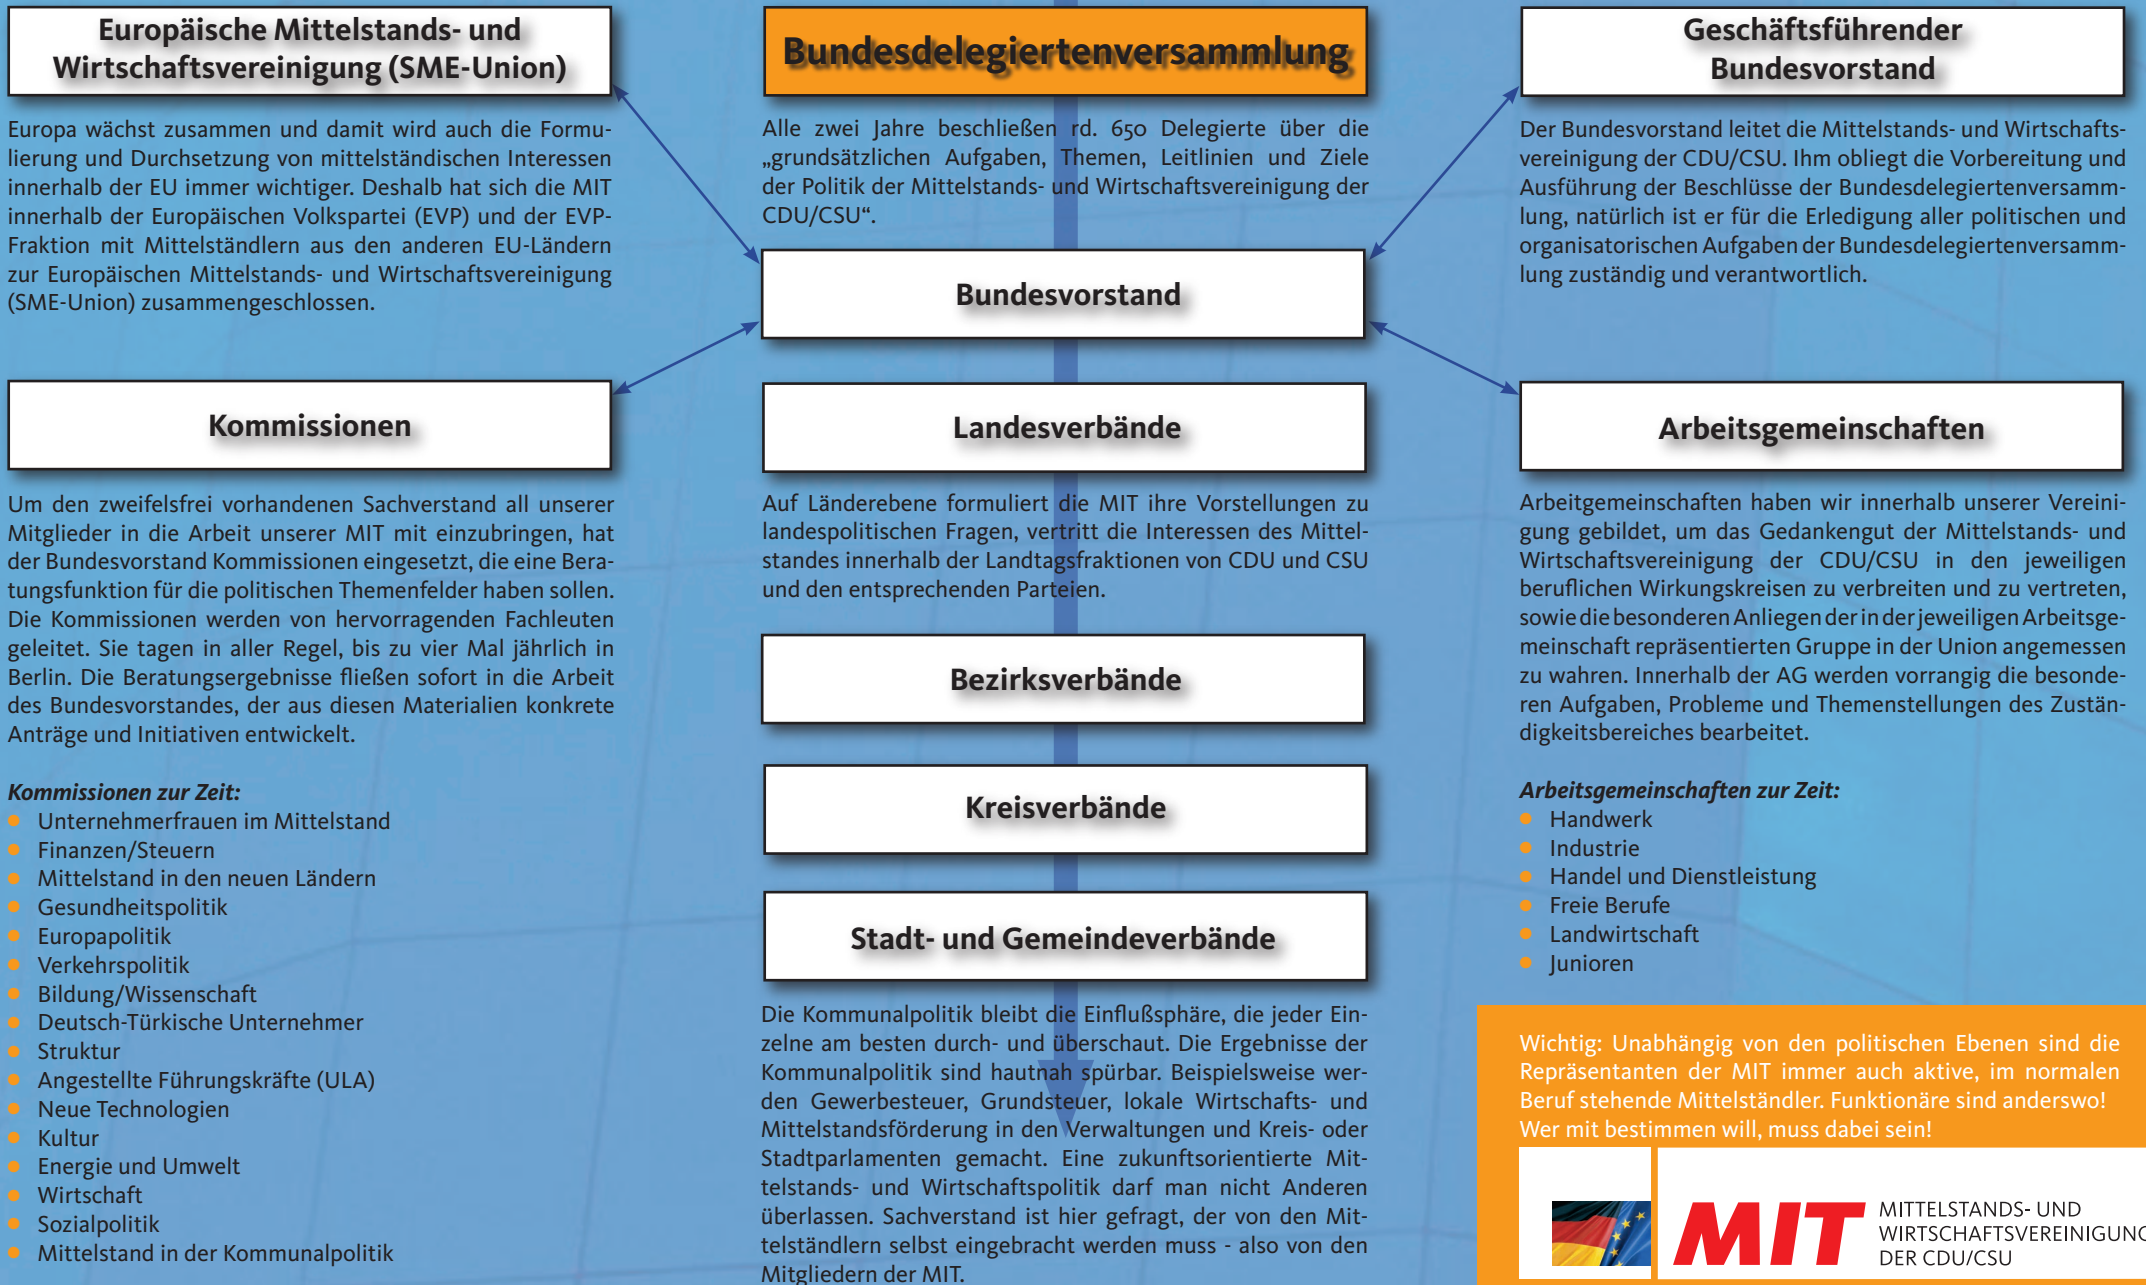 Europäische Mittelstands- und
Wirtschaftsvereinigung (SME-Union)
Europa wächst zusammen und damit wird auch die Formu-
lierung und Durchsetzung von mittelständischen Interessen
innerhalb der EU immer wichtiger. Deshalb hat sich die MIT
innerhalb der Europäischen Volkspartei (EVP) und der EVP-
Fraktion mit Mittelständlern aus den anderen EU-Ländern
zur Europäischen Mittelstands- und Wirtschaftsvereinigung
(SME-Union) zusammengeschlossen.
Kommissionen
Um den zweifelsfrei vorhandenen Sachverstand all unserer
Mitglieder in die Arbeit unserer MIT mit einzubringen, hat
der Bundesvorstand Kommissionen eingesetzt, die eine Bera-
tungsfunktion für die politischen Themenfelder haben sollen.
Die Kommissionen werden von hervorragenden Fachleuten
geleitet. Sie tagen in aller Regel, bis zu vier Mal jährlich in
Berlin. Die Beratungsergebnisse fließen sofort in die Arbeit
des Bundesvorstandes, der aus diesen Materialien konkrete
Anträge und Initiativen entwickelt.
Kommissionen zur Zeit:
● Unternehmerfrauen im Mittelstand
● Finanzen/Steuern
● Mittelstand in den neuen Ländern
● Gesundheitspolitik
● Europapolitik
● Verkehrspolitik
● Bildung/Wissenschaft
● Deutsch-Türkische Unternehmer
● Struktur
● Angestellte Führungskräfte (ULA)
● Neue Technologien
● Kultur
● Energie und Umwelt
● Wirtschaft
● Sozialpolitik
● Mittelstand in der Kommunalpolitik
Bundesdelegiertenversammlung
Alle zwei Jahre beschließen rd. 650 Delegierte über die
„grundsätzlichen Aufgaben, Themen, Leitlinien und Ziele
der Politik der Mittelstands- und Wirtschaftsvereinigung der
CDU/CSU“.
Bundesvorstand
Landesverbände
Auf Länderebene formuliert die MIT ihre Vorstellungen zu
landespolitischen Fragen, vertritt die Interessen des Mittel-
standes innerhalb der Landtagsfraktionen von CDU und CSU
und den entsprechenden Parteien.
Bezirksverbände
Kreisverbände
Stadt- und Gemeindeverbände
Die Kommunalpolitik bleibt die Einflußsphäre, die jeder Ein-
zelne am besten durch- und überschaut. Die Ergebnisse der
Kommunalpolitik sind hautnah spürbar. Beispielsweise wer-
den Gewerbesteuer, Grundsteuer, lokale Wirtschafts- und
Mittelstandsförderung in den Verwaltungen und Kreis- oder
Stadtparlamenten gemacht. Eine zukunftsorientierte Mit-
telstands- und Wirtschaftspolitik darf man nicht Anderen
überlassen. Sachverstand ist hier gefragt, der von den Mit-
telständlern selbst eingebracht werden muss - also von den
Mitgliedern der MIT.
Geschäftsführender
Bundesvorstand
Der Bundesvorstand leitet die Mittelstands- und Wirtschafts-
vereinigung der CDU/CSU. Ihm obliegt die Vorbereitung und
Ausführung der Beschlüsse der Bundesdelegiertenversamm-
lung, natürlich ist er für die Erledigung aller politischen und
organisatorischen Aufgaben der Bundesdelegiertenversamm-
lung zuständig und verantwortlich.
Arbeitsgemeinschaften
Arbeitgemeinschaften haben wir innerhalb unserer Vereini-
gung gebildet, um das Gedankengut der Mittelstands- und
Wirtschaftsvereinigung der CDU/CSU in den jeweiligen
beruflichen Wirkungskreisen zu verbreiten und zu vertreten,
sowie die besonderen Anliegen der in der jeweiligen Arbeitsge-
meinschaft repräsentierten Gruppe in der Union angemessen
zu wahren. Innerhalb der AG werden vorrangig die besonde-
ren Aufgaben, Probleme und Themenstellungen des Zustän-
digkeitsbereiches bearbeitet.
Arbeitsgemeinschaften zur Zeit:
● Handwerk
● Industrie
● Handel und Dienstleistung
● Freie Berufe
● Landwirtschaft
● Junioren
Wichtig: Unabhängig von den politischen Ebenen sind die
Repräsentanten der MIT immer auch aktive, im normalen
Beruf stehende Mittelständler. Funktionäre sind anderswo!
Wer mit bestimmen will, muss dabei sein!
MIT
MITTELSTANDS- UND
WIRTSCHAFTSVEREINIGUNG
DER CDU/CSU